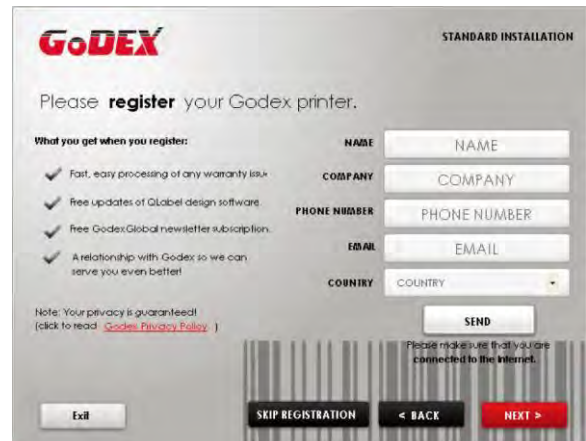 GoDEX
STANDARD INSTALLATION
Please register your Godex printer.
What you get when you register:
Fast, easy processing of any warranty issue
Free updates of QLabel design software.
Free GodexGlobal newsletter subscription.
A relationship with Godex so we can
serve you even better!
Note: Your privacy is guaranteed!
(click to read Godex Privacy Policy )
NAME
NAME
COMPANY
COMPANY
PHONE NUMBER
PHONE NUMBER
EMAIL
EMAIL
COUNTRY
COUNTRY
SEND
Please make sure that you are
connected to the Internet.
Exit
SKIP REGISTRATION
< BACK
NEXT >